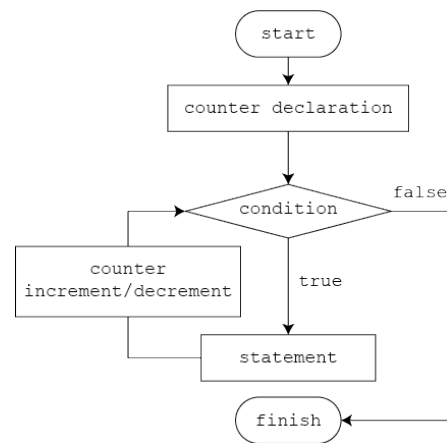 start
counter declaration
condition
false
true
counter
increment/decrement
statement
finish